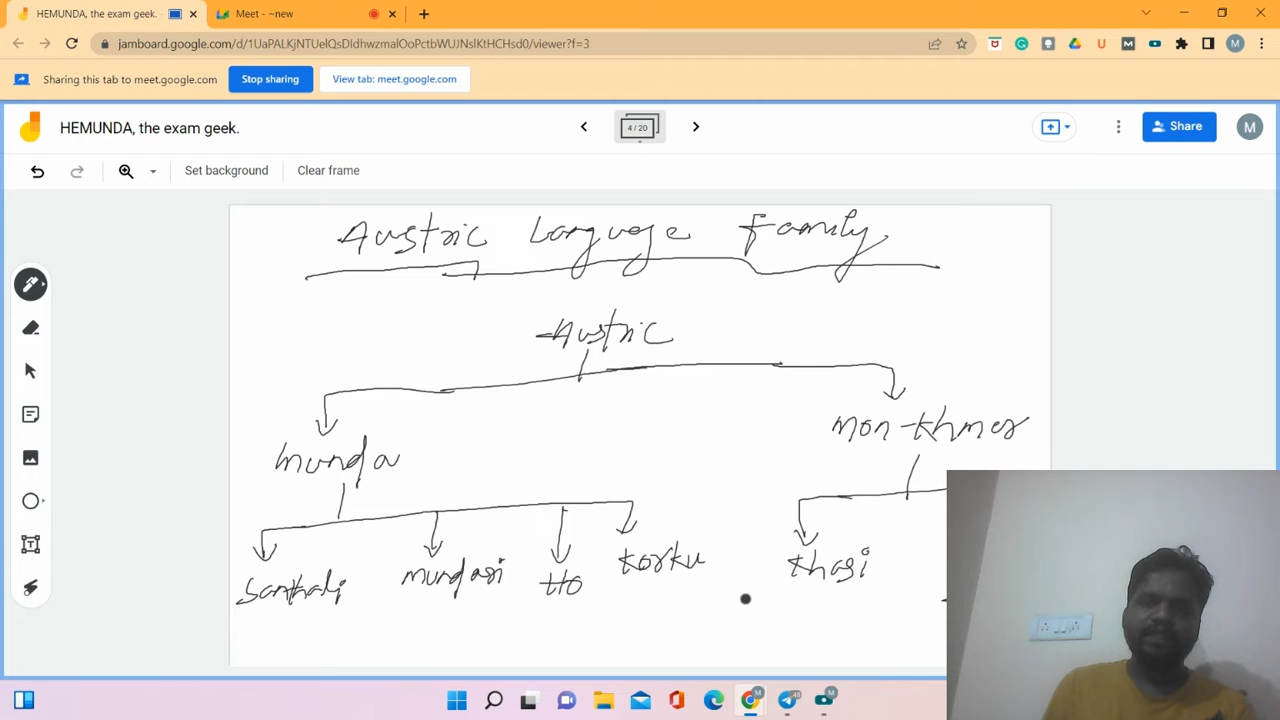 HEMUNDA, the exam geek.
Meet - ~new
jamboard.google.com/d/1UaPALKjNTUelQsDIdhwzmalOoPctbWUJNsIKtHCHsd0/viewer?f=3
M
Sharing this tab to meet.google.com
Stop sharing
View tab: meet.google.com
HEMUNDA, the exam geek.
4 / 20
Share
M
Set background
Clear frame
Austric Language Family
Austric
Munda
Mon-Khmer
Santhali
Mundari
Ho
Korku
Khasi